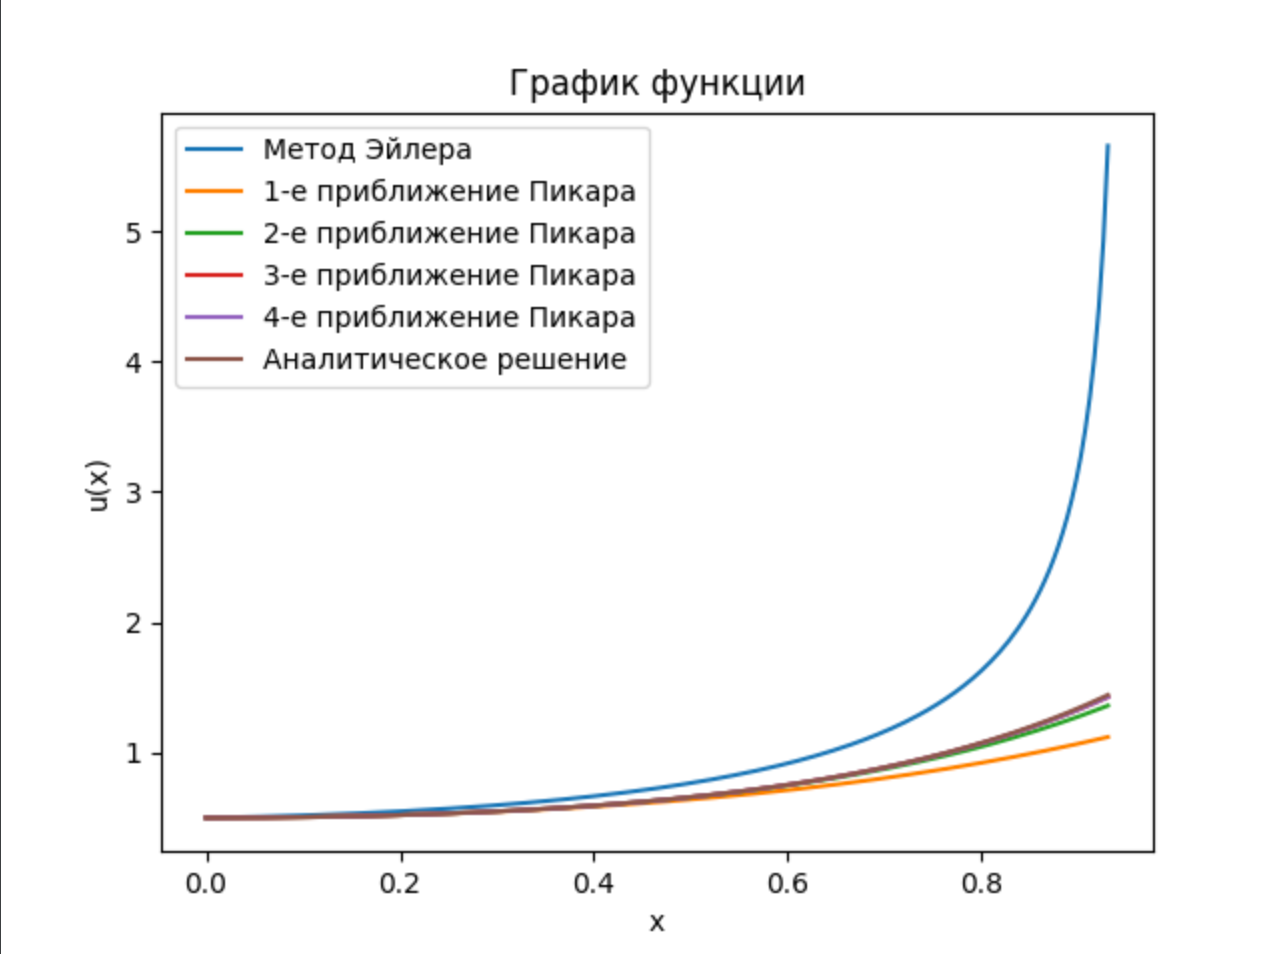 График функции
Метод Эйлера
1-е приближение Пикара
2-е приближение Пикара
3-е приближение Пикара
4-е приближение Пикара
Аналитическое решение
5
4
3
2
1
u(x)
0.0 0.2 0.4 0.6 0.8
x